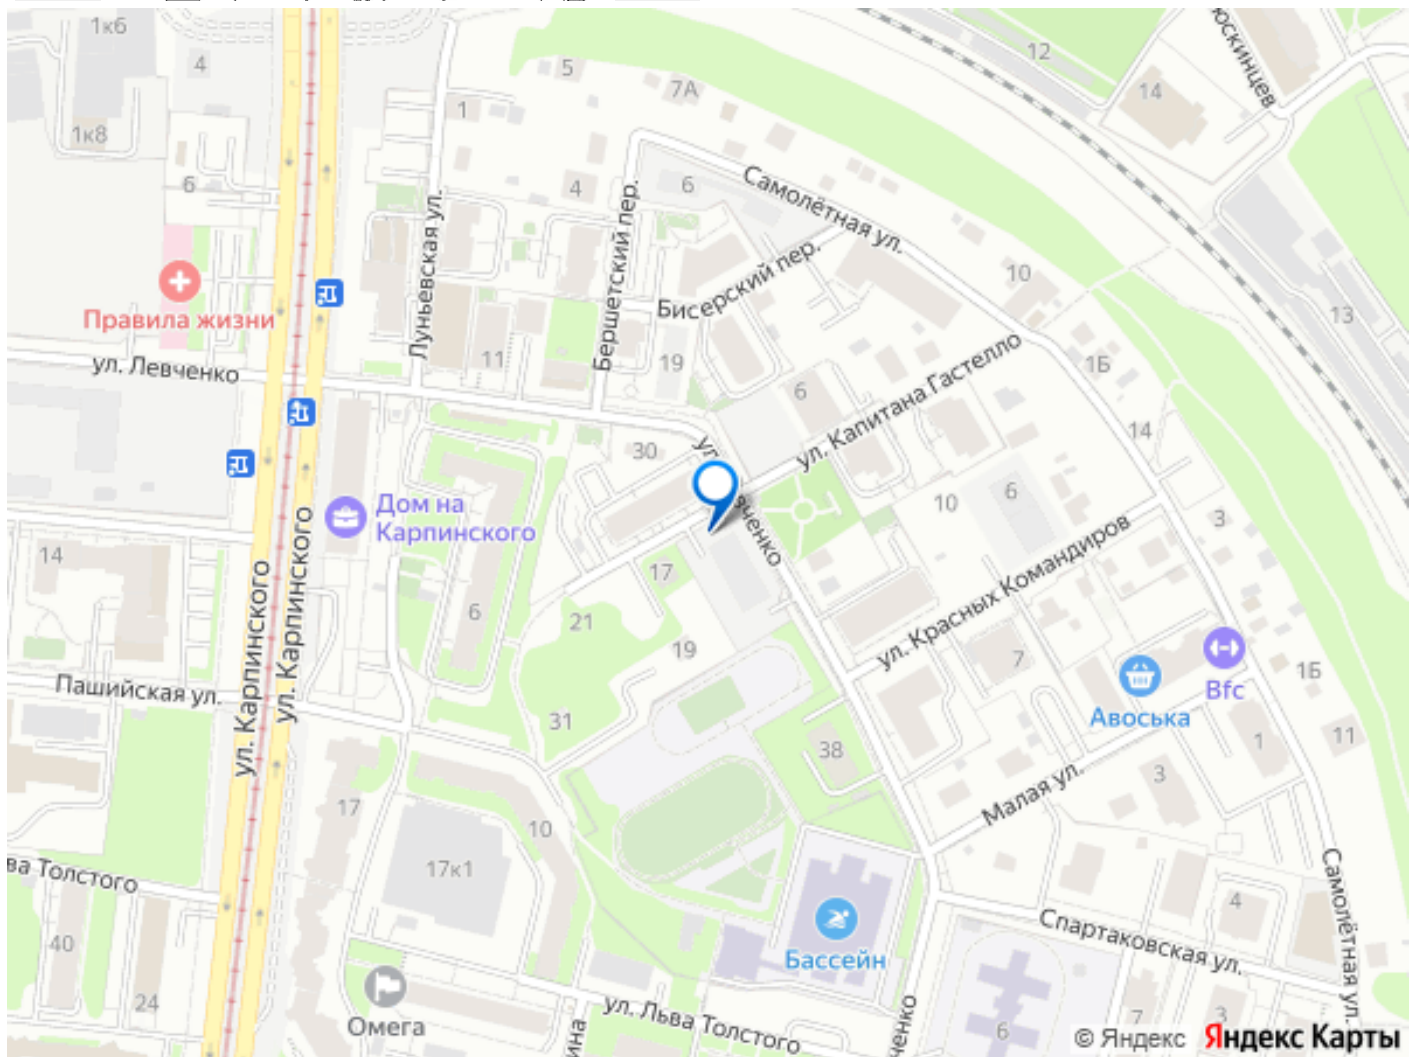 1к6
4
5
7А
12
14
юскинцев
1
1к8
6
4
6
Самолётная ул.
Луньевская ул.
Бершетский пер.
Бисерский пер.
10
13
Правила жизни
ул. Левченко
11
19
6
ул. Капитана Гастелло
1Б
14
30
Дом на
Карпинского
10
6
3
14
ул. Карпинского
ул. Карпинского
17
6
21
19
ул. Красных Командиров
7
Bfc
1Б
Авоська
Пашийская ул.
31
38
1
11
3
Малая ул.
17
10
17к1
ва Толстого
40
24
Омега
Бассейн
4
Спартаковская ул.
Самолётная ул.
ул. Льва Толстого
ина
ченко
6
7
3
© Яндекс Яндекс Карты